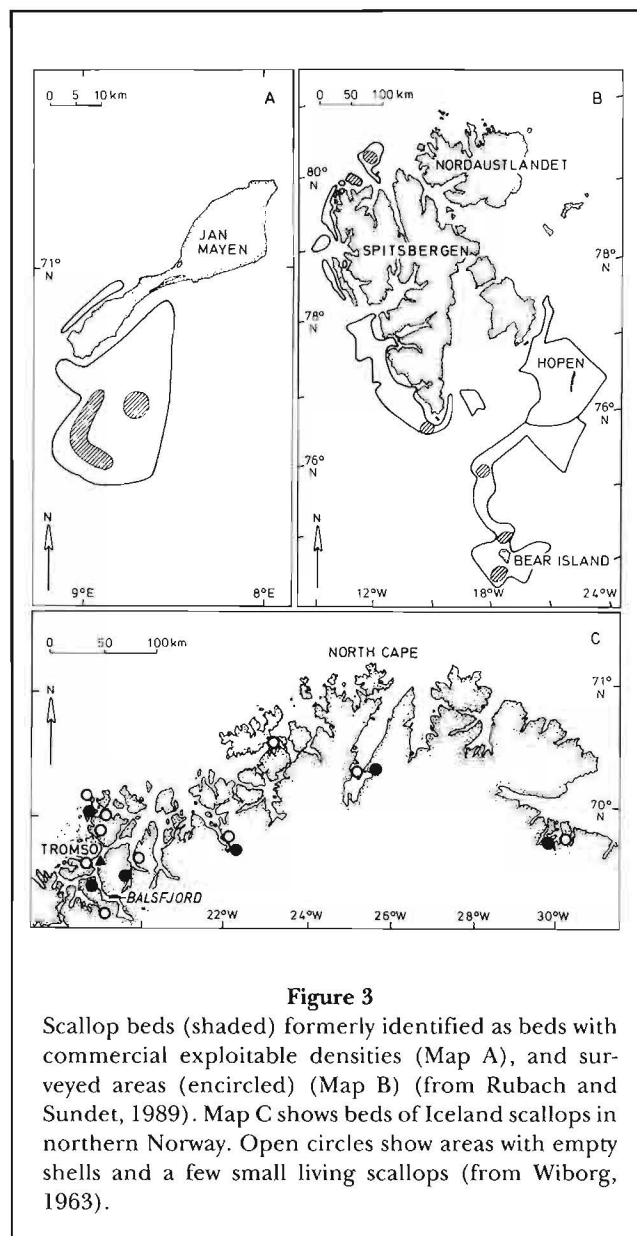 0 5 10km
A
JAN
MAYEN
71°
N
N
9°E
8°E
0 50 100 km
B
80°
N
NORDAUSTLANDET
SPITSBERGEN
78°
N
78°
N
HOPEN
76°
N
76°
N
N
BEAR ISLAND
12°W
18°W
24°W
0 50 100km
C
NORTH CAPE
71°
N
N
70°
N
TROMSØ
BALSFJORD
22°W
26°W
30°W
Figure 3
Scallop beds (shaded) formerly identified as beds with
commercial exploitable densities (Map A), and sur-
veyed areas (encircled) (Map B) (from Rubach and
Sundet, 1989). Map C shows beds of Iceland scallops in
northern Norway. Open circles show areas with empty
shells and a few small living scallops (from Wiborg,
1963).